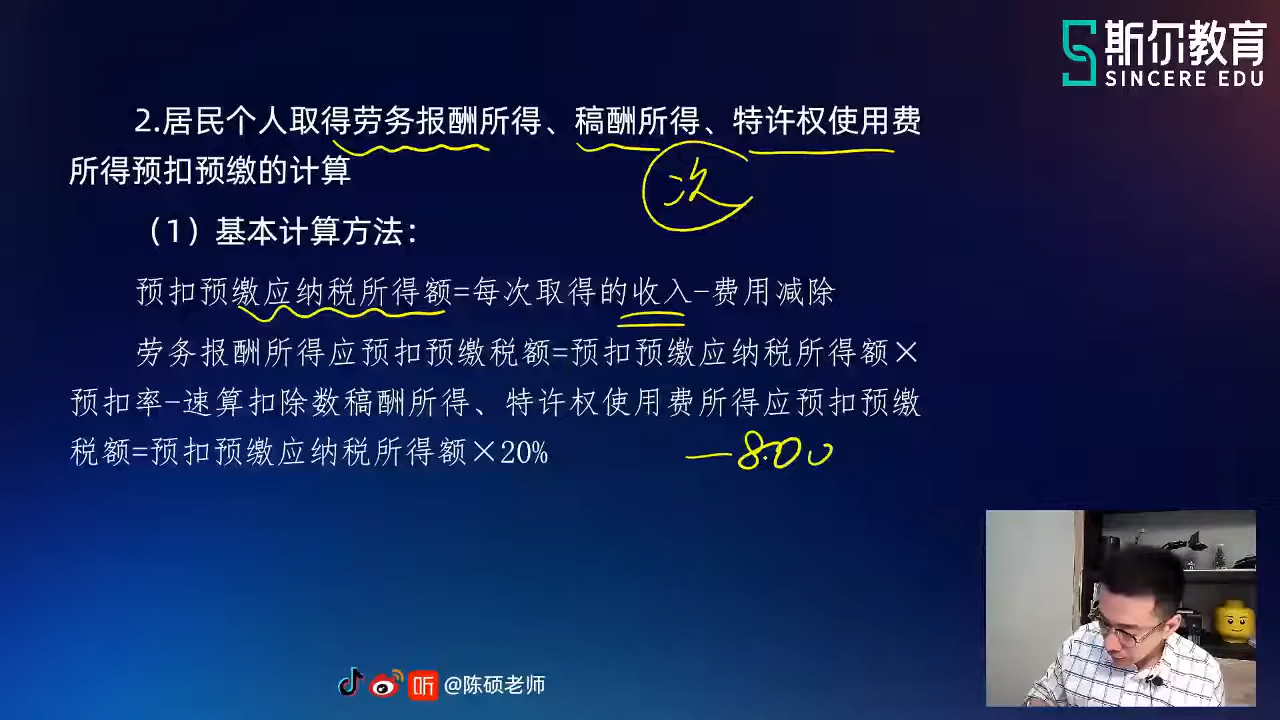 斯尔教育
SINCERE EDU
2.居民个人取得劳务报酬所得、稿酬所得、特许权使用费
所得预扣预缴的计算
次
（1）基本计算方法：
预扣预缴应纳税所得额=每次取得的收入-费用减除
劳务报酬所得应预扣预缴税额=预扣预缴应纳税所得额×
预扣率-速算扣除数稿酬所得、特许权使用费所得应预扣预缴
税额=预扣预缴应纳税所得额×20%
-800
听 @陈硕老师